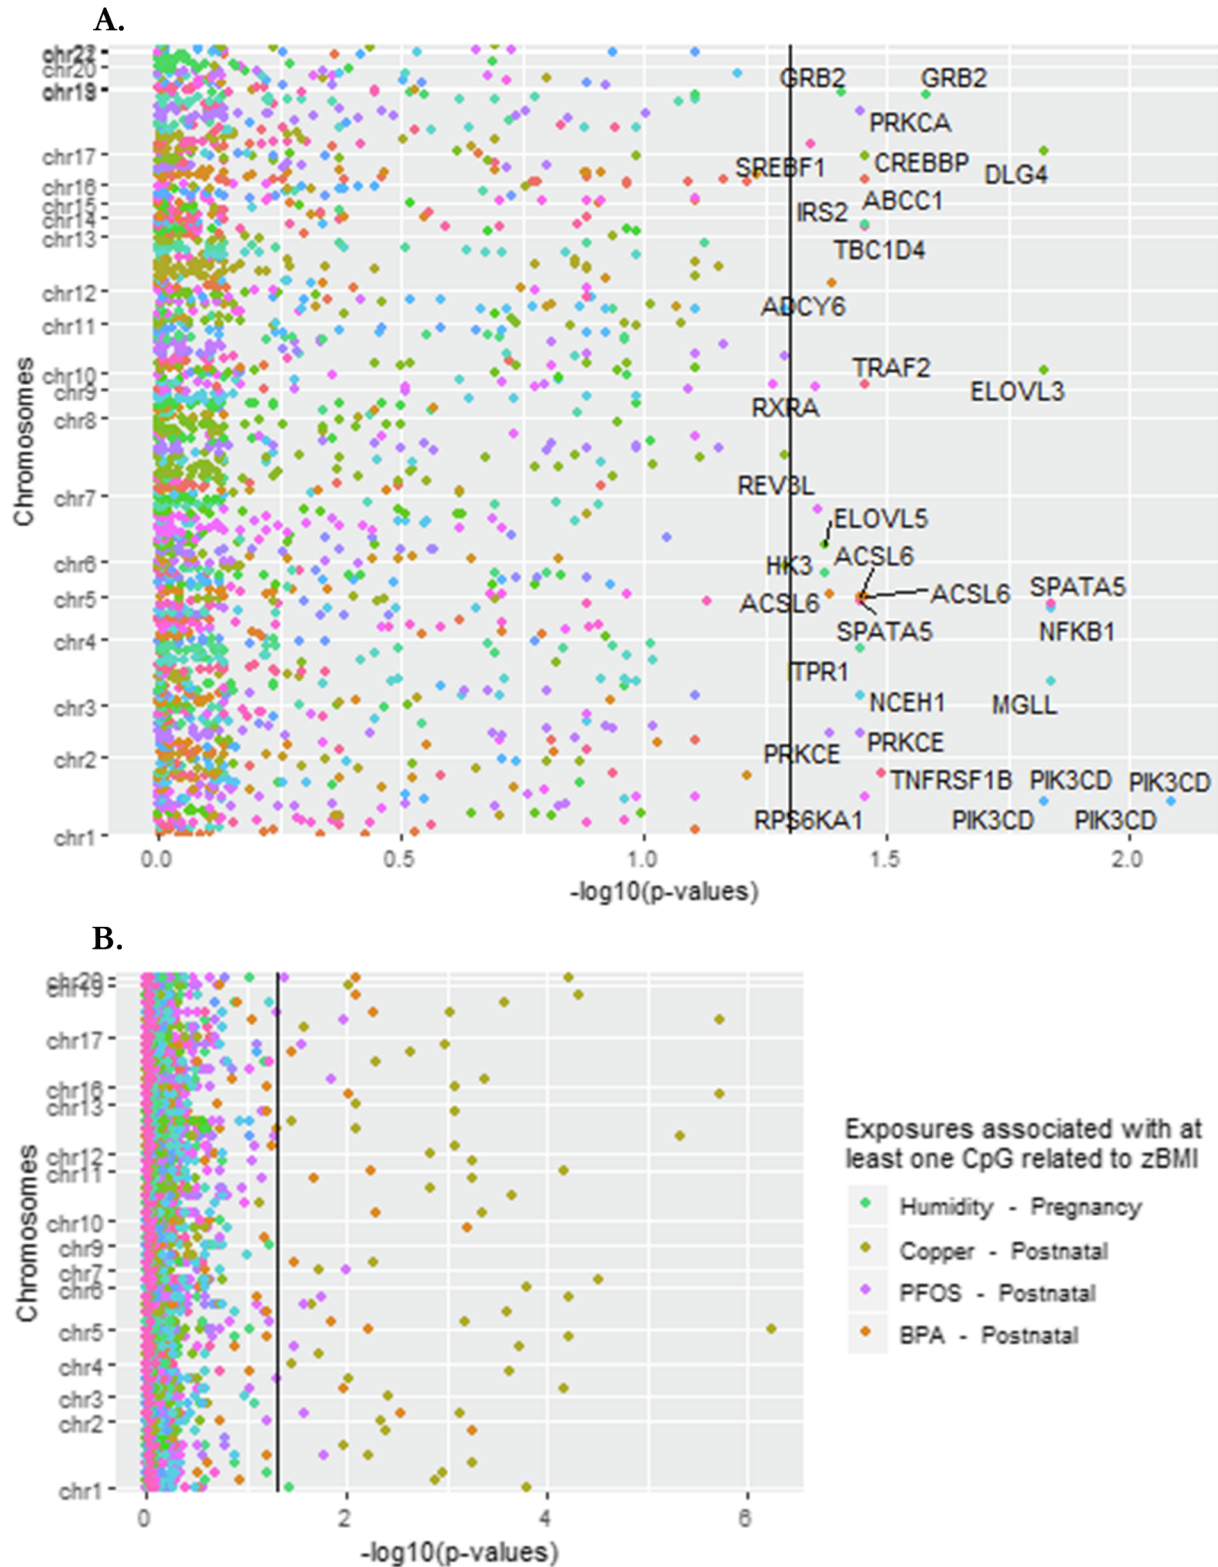 A.
chr22
chr20
chr19
chr17
chr16
chr15
chr14
chr13
chr12
chr11
chr10
chr9
chr8
chr7
chr6
chr5
chr4
chr3
chr2
chr1
Chromosomes
GRB2 GRB2
PRKCA
SREBF1 CREBBP DLG4
IRS2 ABCC1
TBC1D4
ADCY6
TRAF2
ELOVL3
RXRA
REV3L
ELOVL5
HK3 ACSL6
ACSL6 ACSL6 SPATA5
SPATA5 NFKB1
ITPR1
NCEH1 MGLL
PRKCE PRKCE
TNFRSF1B PIK3CD PIK3CD
RPS6KA1 PIK3CD PIK3CD
0.0 0.5 1.0 1.5 2.0
-log10(p-values)
B.
chr20
chr19
chr17
chr16
chr13
chr12
chr11
chr10
chr9
chr7
chr6
chr5
chr4
chr3
chr2
chr1
Chromosomes
0 2 4 6
-log10(p-values)
Exposures associated with at
least one CpG related to zBMI
Humidity - Pregnancy
Copper - Postnatal
PFOS - Postnatal
BPA - Postnatal